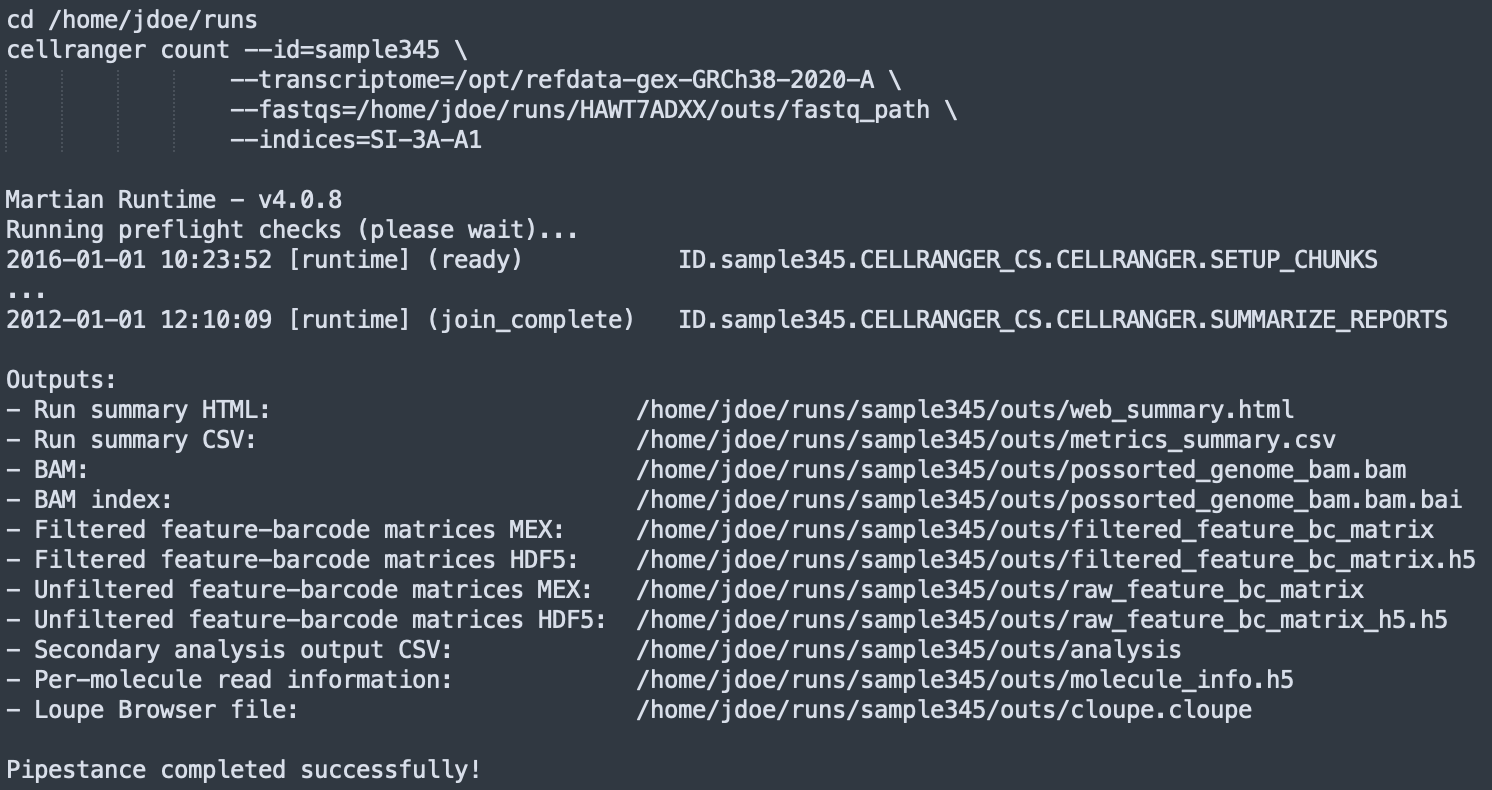 cd /home/jdoe/runs
cellranger count --id=sample345 \
                --transcriptome=/opt/refdata-gex-GRCh38-2020-A \
                --fastqs=/home/jdoe/runs/HAWT7ADXX/outs/fastq_path \
                --indices=SI-3A-A1

Martian Runtime - v4.0.8
Running preflight checks (please wait)...
2016-01-01 10:23:52 [runtime] (ready)           ID.sample345.CELLRANGER_CS.CELLRANGER.SETUP_CHUNKS
...
2012-01-01 12:10:09 [runtime] (join_complete)   ID.sample345.CELLRANGER_CS.CELLRANGER.SUMMARIZE_REPORTS

Outputs:
- Run summary HTML:                          /home/jdoe/runs/sample345/outs/web_summary.html
- Run summary CSV:                           /home/jdoe/runs/sample345/outs/metrics_summary.csv
- BAM:                                       /home/jdoe/runs/sample345/outs/possorted_genome_bam.bam
- BAM index:                                 /home/jdoe/runs/sample345/outs/possorted_genome_bam.bam.bai
- Filtered feature-barcode matrices MEX:     /home/jdoe/runs/sample345/outs/filtered_feature_bc_matrix
- Filtered feature-barcode matrices HDF5:    /home/jdoe/runs/sample345/outs/filtered_feature_bc_matrix.h5
- Unfiltered feature-barcode matrices MEX:   /home/jdoe/runs/sample345/outs/raw_feature_bc_matrix
- Unfiltered feature-barcode matrices HDF5:  /home/jdoe/runs/sample345/outs/raw_feature_bc_matrix_h5.h5
- Secondary analysis output CSV:             /home/jdoe/runs/sample345/outs/analysis
- Per-molecule read information:             /home/jdoe/runs/sample345/outs/molecule_info.h5
- Loupe Browser file:                        /home/jdoe/runs/sample345/outs/cloupe.cloupe

Pipestance completed successfully!